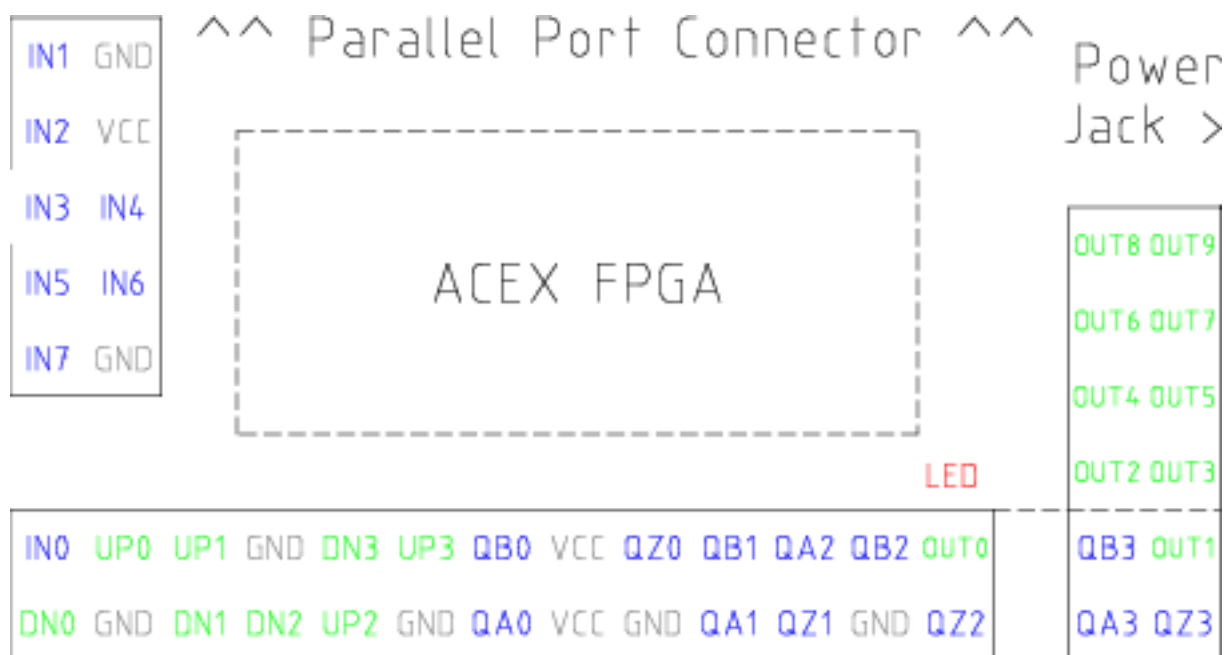 ^^ Parallel Port Connector ^^
Power
Jack >
IN1 GND
IN2 VCC
IN3 IN4
IN5 IN6
IN7 GND
ACEX FPGA
OUT8 OUT9
OUT6 OUT7
OUT4 OUT5
OUT2 OUT3
LED
IN0 UP0 UP1 GND DN3 UP3 QB0 VCC QZ0 QB1 QA2 QB2 OUT0
DN0 GND DN1 DN2 UP2 GND QA0 VCC GND QA1 QZ1 GND QZ2
QB3 OUT1
QA3 QZ3